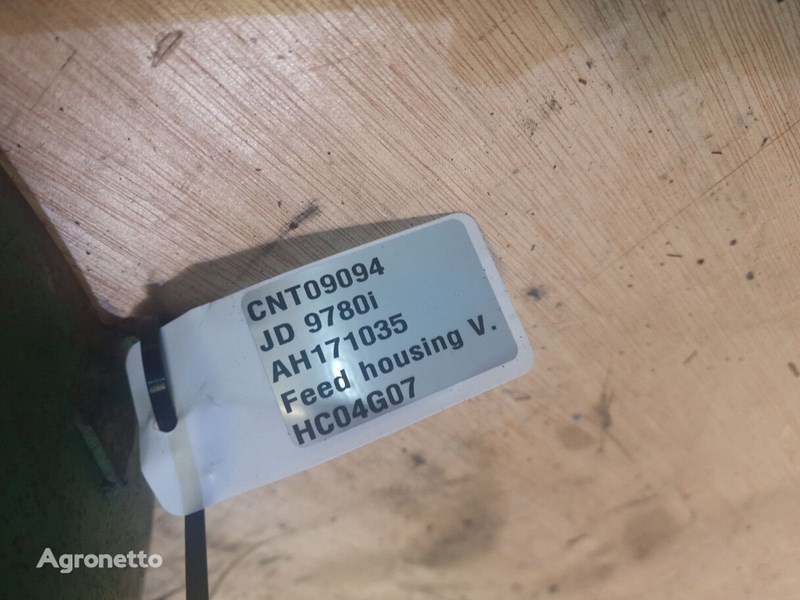 CNT09094
JD 9780i
AH171035
Feed housing V.
HC04G07
Agronetto